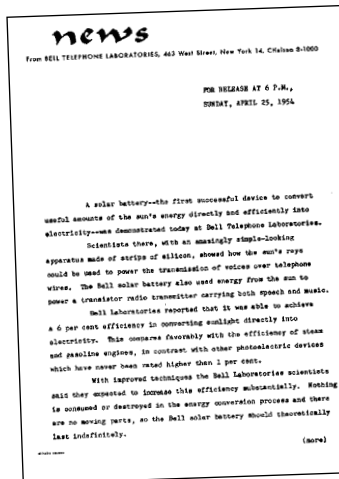 news
From BELL TELEPHONE LABORATORIES, 463 West Street, New York 14, CHelsea 3-1000
FOR RELEASE AT 6 P.M.,
SUNDAY, APRIL 25, 1954
A solar battery--the first successful device to convert
useful amounts of the sun's energy directly and efficiently into
electricity--was demonstrated today at Bell Telephone Laboratories.
Scientists there, with an amazingly simple-looking
apparatus made of strips of silicon, showed how the sun's rays
could be used to power the transmission of voices over telephone
wires. The Bell solar battery also used energy from the sun to
power a transistor radio transmitter carrying both speech and music.
Bell Laboratories reported that it was able to achieve
a 6 per cent efficiency in converting sunlight directly into
electricity. This compares favorably with the efficiency of steam
and gasoline engines, in contrast with other photoelectric devices
which have never been rated higher than 1 per cent.
With improved techniques the Bell Laboratories scientists
said they expected to increase this efficiency substantially. Nothing
is consumed or destroyed in the energy conversion process and there
are no moving parts, so the Bell solar battery should theoretically
last indefinitely.
(more)